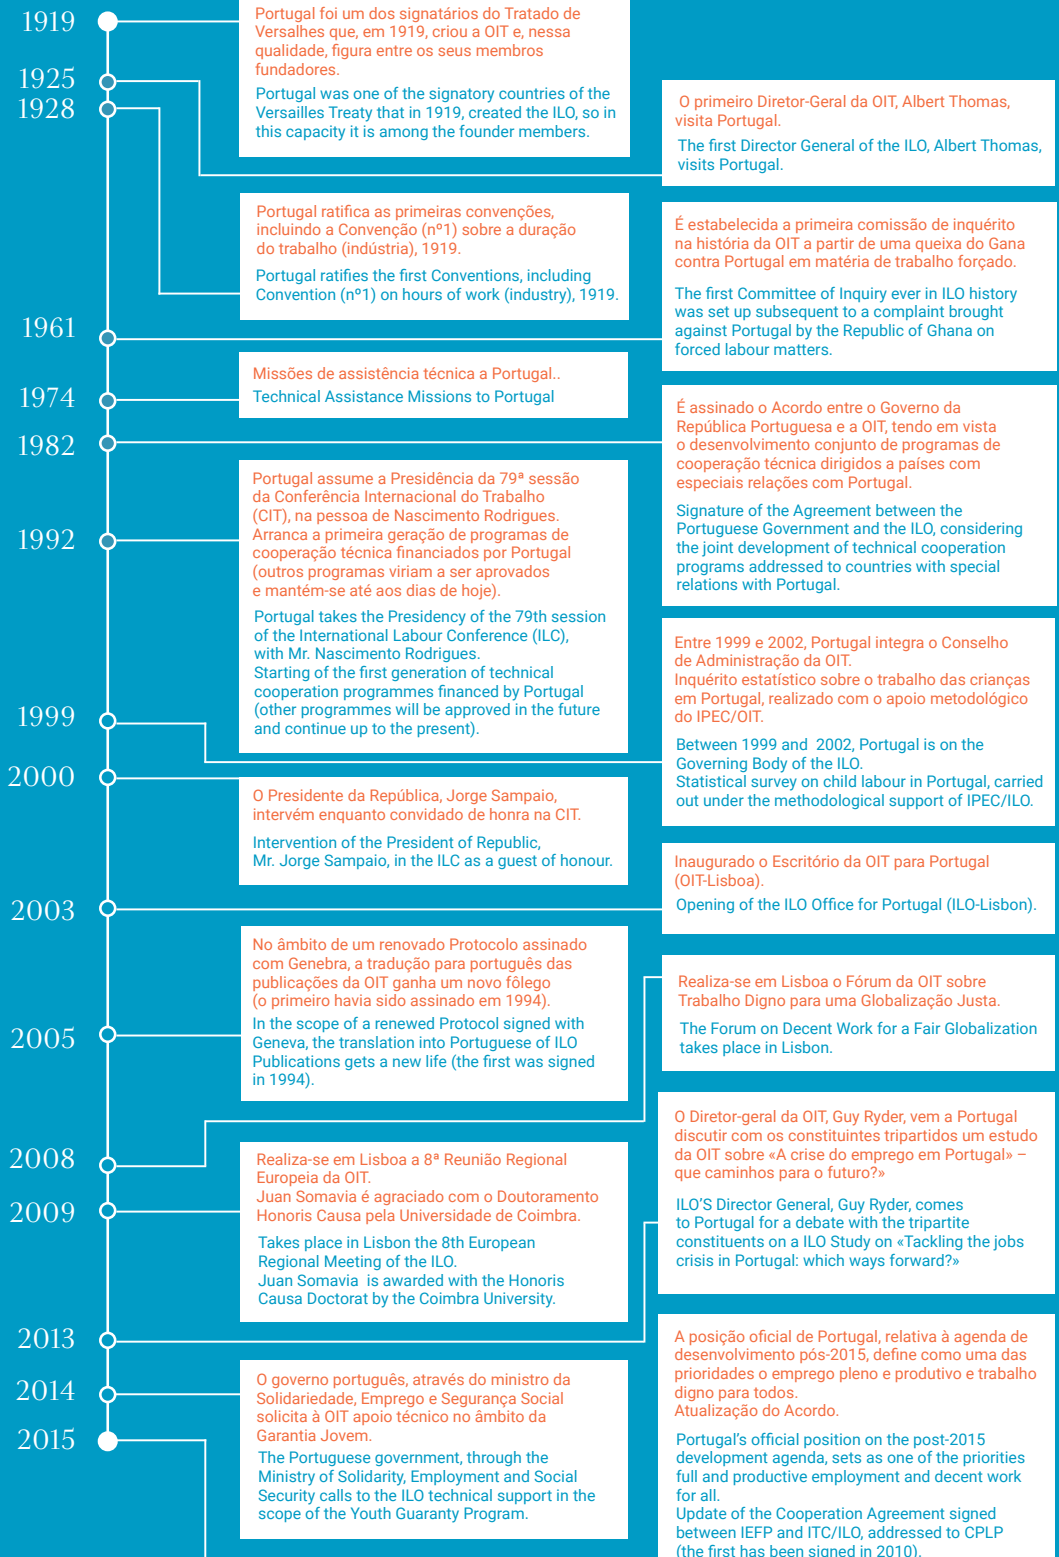 1919
Portugal foi um dos signatários do Tratado de
Versalhes que, em 1919, criou a OIT e, nessa
qualidade, figura entre os seus membros
fundadores.
Portugal was one of the signatory countries of the
Versailles Treaty that in 1919, created the ILO, so in
this capacity it is among the founder members.
1925
O primeiro Diretor-Geral da OIT, Albert Thomas,
visita Portugal.
The first Director General of the ILO, Albert Thomas,
visits Portugal.
1928
Portugal ratifica as primeiras convenções,
incluindo a Convenção (nº1) sobre a duração
do trabalho (indústria), 1919.
Portugal ratifies the first Conventions, including
Convention (nº1) on hours of work (industry), 1919.
1961
É estabelecida a primeira comissão de inquérito
na história da OIT a partir de uma queixa do Gana
contra Portugal em matéria de trabalho forçado.
The first Committee of Inquiry ever in ILO history
was set up subsequent to a complaint brought
against Portugal by the Republic of Ghana on
forced labour matters.
1974
Missões de assistência técnica a Portugal..
Technical Assistance Missions to Portugal
1982
É assinado o Acordo entre o Governo da
República Portuguesa e a OIT, tendo em vista
o desenvolvimento conjunto de programas de
cooperação técnica dirigidos a países com
especiais relações com Portugal.
Signature of the Agreement between the
Portuguese Government and the ILO, considering
the joint development of technical cooperation
programs addressed to countries with special
relations with Portugal.
1992
Portugal assume a Presidência da 79ª sessão
da Conferência Internacional do Trabalho
(CIT), na pessoa de Nascimento Rodrigues.
Arranca a primeira geração de programas de
cooperação técnica financiados por Portugal
(outros programas viriam a ser aprovados
e mantém-se até aos dias de hoje).
Portugal takes the Presidency of the 79th session
of the International Labour Conference (ILC),
with Mr. Nascimento Rodrigues.
Starting of the first generation of technical
cooperation programmes financed by Portugal
(other programmes will be approved in the future
and continue up to the present).
1999
Entre 1999 e 2002, Portugal integra o Conselho
de Administração da OIT.
Inquérito estatístico sobre o trabalho das crianças
em Portugal, realizado com o apoio metodológico
do IPEC/OIT.
Between 1999 and 2002, Portugal is on the
Governing Body of the ILO.
Statistical survey on child labour in Portugal, carried
out under the methodological support of IPEC/ILO.
2000
O Presidente da República, Jorge Sampaio,
intervém enquanto convidado de honra na CIT.
Intervention of the President of Republic,
Mr. Jorge Sampaio, in the ILC as a guest of honour.
2003
Inaugurado o Escritório da OIT para Portugal
(OIT-Lisboa).
Opening of the ILO Office for Portugal (ILO-Lisbon).
2005
No âmbito de um renovado Protocolo assinado
com Genebra, a tradução para português das
publicações da OIT ganha um novo fôlego
(o primeiro havia sido assinado em 1994).
In the scope of a renewed Protocol signed with
Geneva, the translation into Portuguese of ILO
Publications gets a new life (the first was signed
in 1994).
2008
Realiza-se em Lisboa o Fórum da OIT sobre
Trabalho Digno para uma Globalização Justa.
The Forum on Decent Work for a Fair Globalization
takes place in Lisbon.
2009
Realiza-se em Lisboa a 8ª Reunião Regional
Europeia da OIT.
Juan Somavia é agraciado com o Doutoramento
Honoris Causa pela Universidade de Coimbra.
Takes place in Lisbon the 8th European
Regional Meeting of the ILO.
Juan Somavia is awarded with the Honoris
Causa Doctorat by the Coimbra University.
2013
O Diretor-geral da OIT, Guy Ryder, vem a Portugal
discutir com os constituintes tripartidos um estudo
da OIT sobre «A crise do emprego em Portugal» –
que caminhos para o futuro?»
ILO'S Director General, Guy Ryder, comes
to Portugal for a debate with the tripartite
constituents on a ILO Study on «Tackling the jobs
crisis in Portugal: which ways forward?»
2014
O governo português, através do ministro da
Solidariedade, Emprego e Segurança Social
solicita à OIT apoio técnico no âmbito da
Garantia Jovem.
The Portuguese government, through the
Ministry of Solidarity, Employment and Social
Security calls to the ILO technical support in the
scope of the Youth Guaranty Program.
2015
A posição oficial de Portugal, relativa à agenda de
desenvolvimento pós-2015, define como uma das
prioridades o emprego pleno e produtivo e trabalho
digno para todos.
Atualização do Acordo.
Portugal's official position on the post-2015
development agenda, sets as one of the priorities
full and productive employment and decent work
for all.
Update of the Cooperation Agreement signed
between IEFP and ITC/ILO, addressed to CPLP
(the first has been signed in 2010).